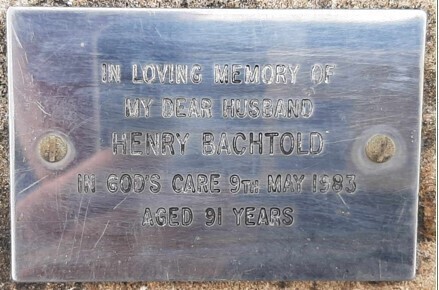 IN LOVING MEMORY OF
MY DEAR HUSBAND
HENRY BACHTOLD
IN GOD'S CARE 9TH MAY 1983
AGED 91 YEARS